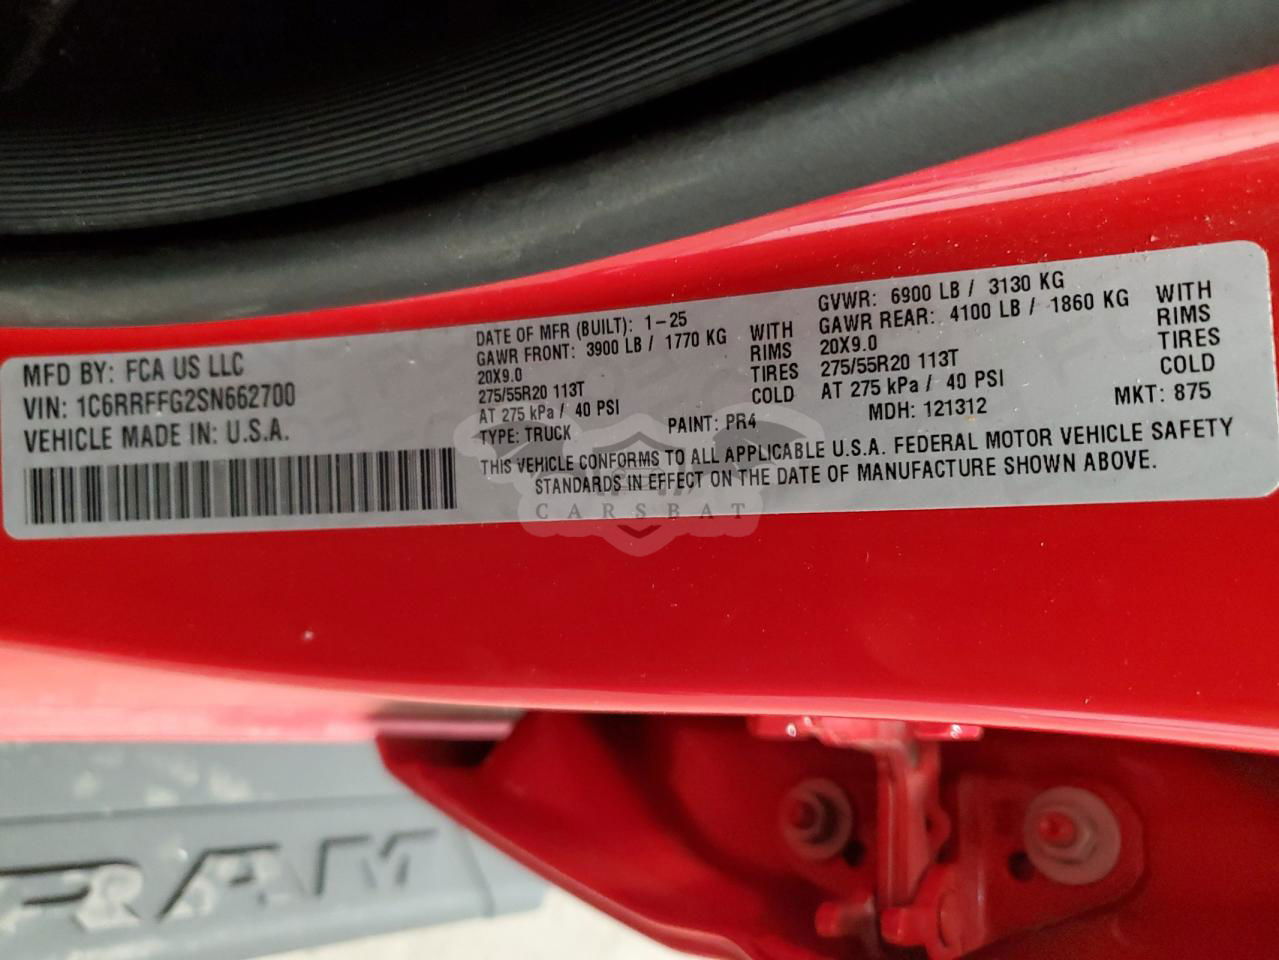 MFD BY: FCA US LLC
VIN: 1C6RRFFG2SN662700
VEHICLE MADE IN: U.S.A.
DATE OF MFR (BUILT): 1-25
GAWR FRONT: 3900 LB / 1770 KG WITH
20X9.0 RIMS
275/55R20 113T TIRES
AT 275 kPa / 40 PSI COLD
TYPE: TRUCK PAINT: PR4
GVWR: 6900 LB / 3130 KG
GAWR REAR: 4100 LB / 1860 KG WITH
20X9.0 RIMS
275/55R20 113T TIRES
AT 275 kPa / 40 PSI COLD
MDH: 121312 MKT: 875
THIS VEHICLE CONFORMS TO ALL APPLICABLE U.S.A. FEDERAL MOTOR VEHICLE SAFETY
STANDARDS IN EFFECT ON THE DATE OF MANUFACTURE SHOWN ABOVE.
CARSBAT
RAM